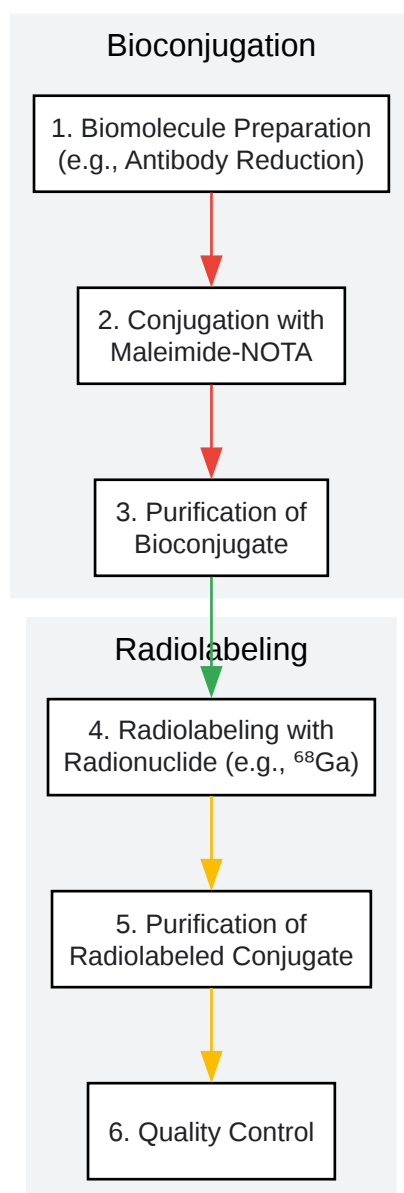 Bioconjugation
1. Biomolecule Preparation
(e.g., Antibody Reduction)
2. Conjugation with
Maleimide-NOTA
3. Purification of
Bioconjugate
Radiolabeling
4. Radiolabeling with
Radionuclide (e.g., ⁶⁸Ga)
5. Purification of
Radiolabeled Conjugate
6. Quality Control